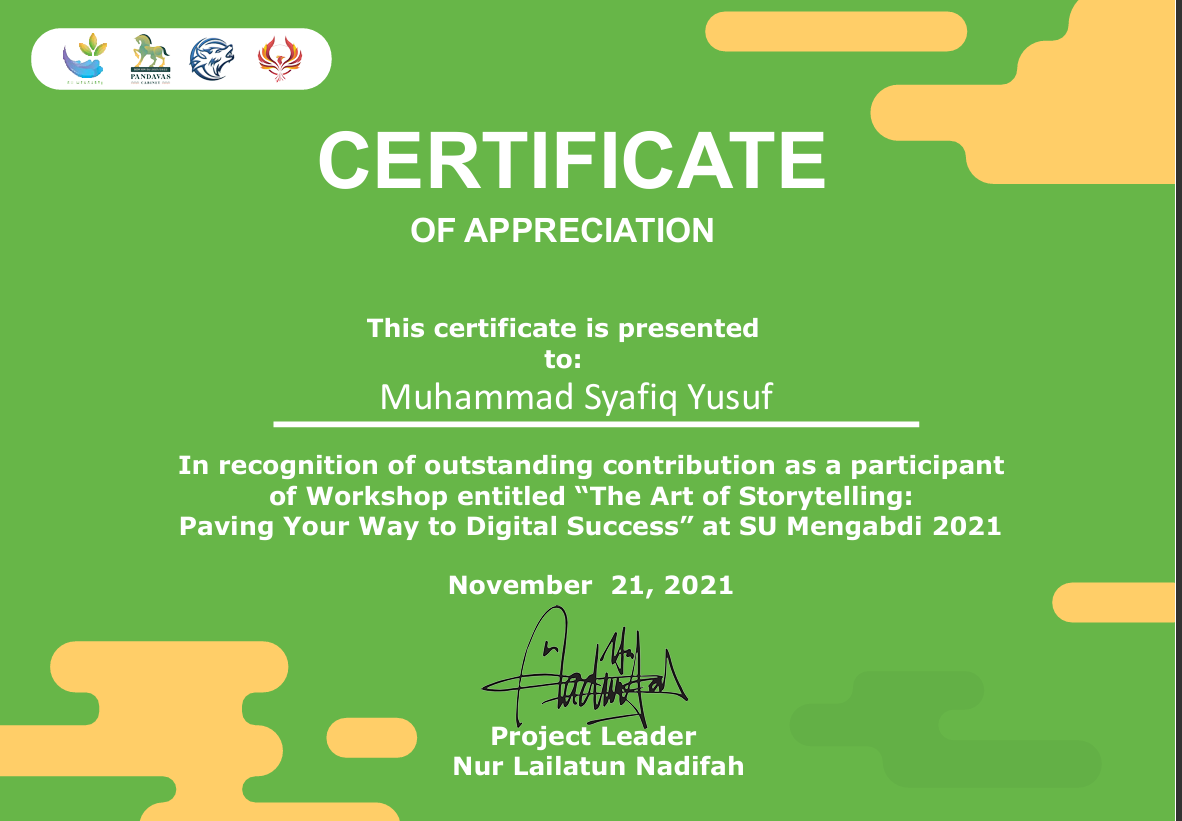 PANDAVAS
CERTIFICATE
OF APPRECIATION
This certificate is presented
to:
Muhammad Syafiq Yusuf
In recognition of outstanding contribution as a participant
of Workshop entitled “The Art of Storytelling:
Paving Your Way to Digital Success” at SU Mengabdi 2021
November  21, 2021
Project Leader
Nur Lailatun Nadifah